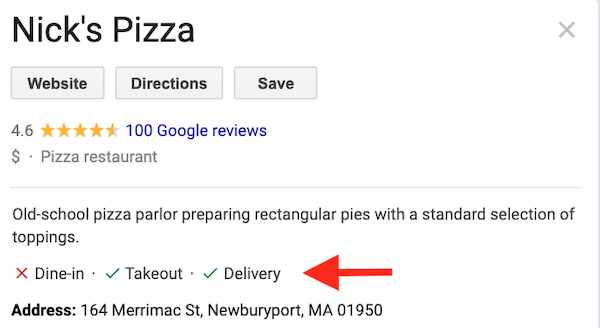 Nick's Pizza
Website Directions Save
4.6 100 Google reviews
$ · Pizza restaurant
Old-school pizza parlor preparing rectangular pies with a standard selection of
toppings.
Dine-in · Takeout · Delivery
Address: 164 Merrimac St, Newburyport, MA 01950